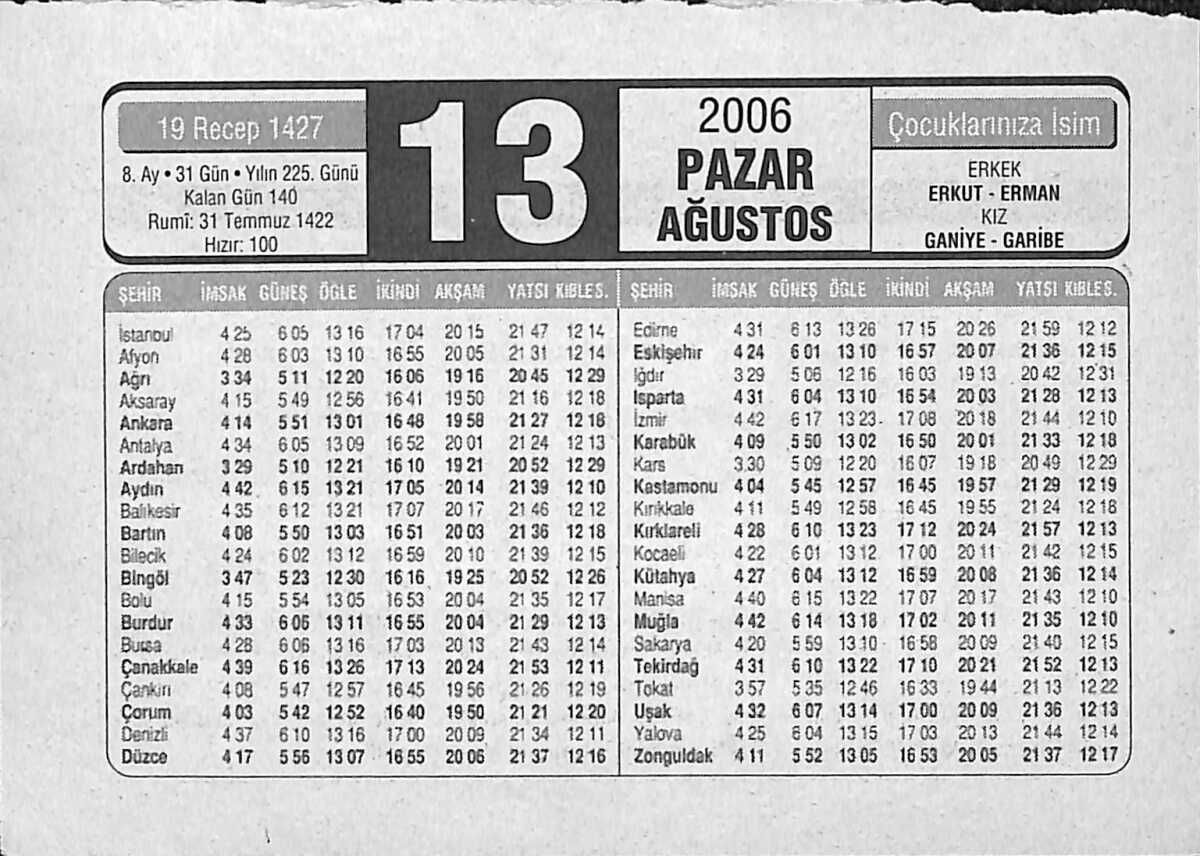 19 Recep 1427
8. Ay • 31 Gün • Yılın 225. Günü
Kalan Gün 140
Rumî: 31 Temmuz 1422
Hızır: 100
13
2006
PAZAR
AĞUSTOS
Çocuklarınıza İsim
ERKEK
ERKUT - ERMAN
KIZ
GANİYE - GARİBE
ŞEHİR İMSAK GÜNEŞ ÖĞLE İKİNDİ AKŞAM YATSI KIBLE S.
İstanbul 4 25 6 05 13 16 17 04 20 15 21 47 12 14
Afyon 4 28 6 03 13 10 16 55 20 05 21 31 12 14
Ağrı 3 34 5 11 12 20 16 06 19 16 20 45 12 29
Aksaray 4 15 5 49 12 56 16 41 19 50 21 16 12 18
Ankara 4 14 5 51 13 01 16 48 19 58 21 27 12 18
Antalya 4 34 6 05 13 09 16 52 20 01 21 24 12 13
Ardahan 3 29 5 10 12 21 16 10 19 21 20 52 12 29
Aydın 4 42 6 15 13 21 17 05 20 14 21 39 12 10
Balıkesir 4 35 6 12 13 21 17 07 20 17 21 46 12 12
Bartın 4 08 5 50 13 03 16 51 20 03 21 36 12 18
Bilecik 4 24 6 02 13 12 16 59 20 10 21 39 12 15
Bingöl 3 47 5 23 12 30 16 16 19 25 20 52 12 26
Bolu 4 15 5 54 13 05 16 53 20 04 21 35 12 17
Burdur 4 33 6 05 13 11 16 55 20 04 21 29 12 13
Bursa 4 28 6 06 13 16 17 03 20 13 21 43 12 14
Çanakkale 4 39 6 16 13 26 17 13 20 24 21 53 12 11
Çankırı 4 08 5 47 12 57 16 45 19 56 21 26 12 19
Çorum 4 03 5 42 12 52 16 40 19 50 21 21 12 20
Denizli 4 37 6 10 13 16 17 00 20 09 21 34 12 11
Düzce 4 17 5 56 13 07 16 55 20 06 21 37 12 16
ŞEHİR İMSAK GÜNEŞ ÖĞLE İKİNDİ AKŞAM YATSI KIBLE S.
Edirne 4 31 6 13 13 26 17 15 20 26 21 59 12 12
Eskişehir 4 24 6 01 13 10 16 57 20 07 21 36 12 15
Iğdır 3 29 5 06 12 16 16 03 19 13 20 42 12 31
Isparta 4 31 6 04 13 10 16 54 20 03 21 28 12 13
İzmir 4 42 6 17 13 23 17 08 20 18 21 44 12 10
Karabük 4 09 5 50 13 02 16 50 20 01 21 33 12 18
Kars 3 30 5 09 12 20 16 07 19 18 20 49 12 29
Kastamonu 4 04 5 45 12 57 16 45 19 57 21 29 12 19
Kırıkkale 4 11 5 49 12 58 16 45 19 55 21 24 12 18
Kırklareli 4 28 6 10 13 23 17 12 20 24 21 57 12 13
Kocaeli 4 22 6 01 13 12 17 00 20 11 21 42 12 15
Kütahya 4 27 6 04 13 12 16 59 20 08 21 36 12 14
Manisa 4 40 6 15 13 22 17 07 20 17 21 43 12 10
Muğla 4 42 6 14 13 18 17 02 20 11 21 35 12 10
Sakarya 4 20 5 59 13 10 16 58 20 09 21 40 12 15
Tekirdağ 4 31 6 10 13 22 17 10 20 21 21 52 12 13
Tokat 3 57 5 35 12 46 16 33 19 44 21 13 12 22
Uşak 4 32 6 07 13 14 17 00 20 09 21 36 12 13
Yalova 4 25 6 04 13 15 17 03 20 13 21 44 12 14
Zonguldak 4 11 5 52 13 05 16 53 20 05 21 37 12 17